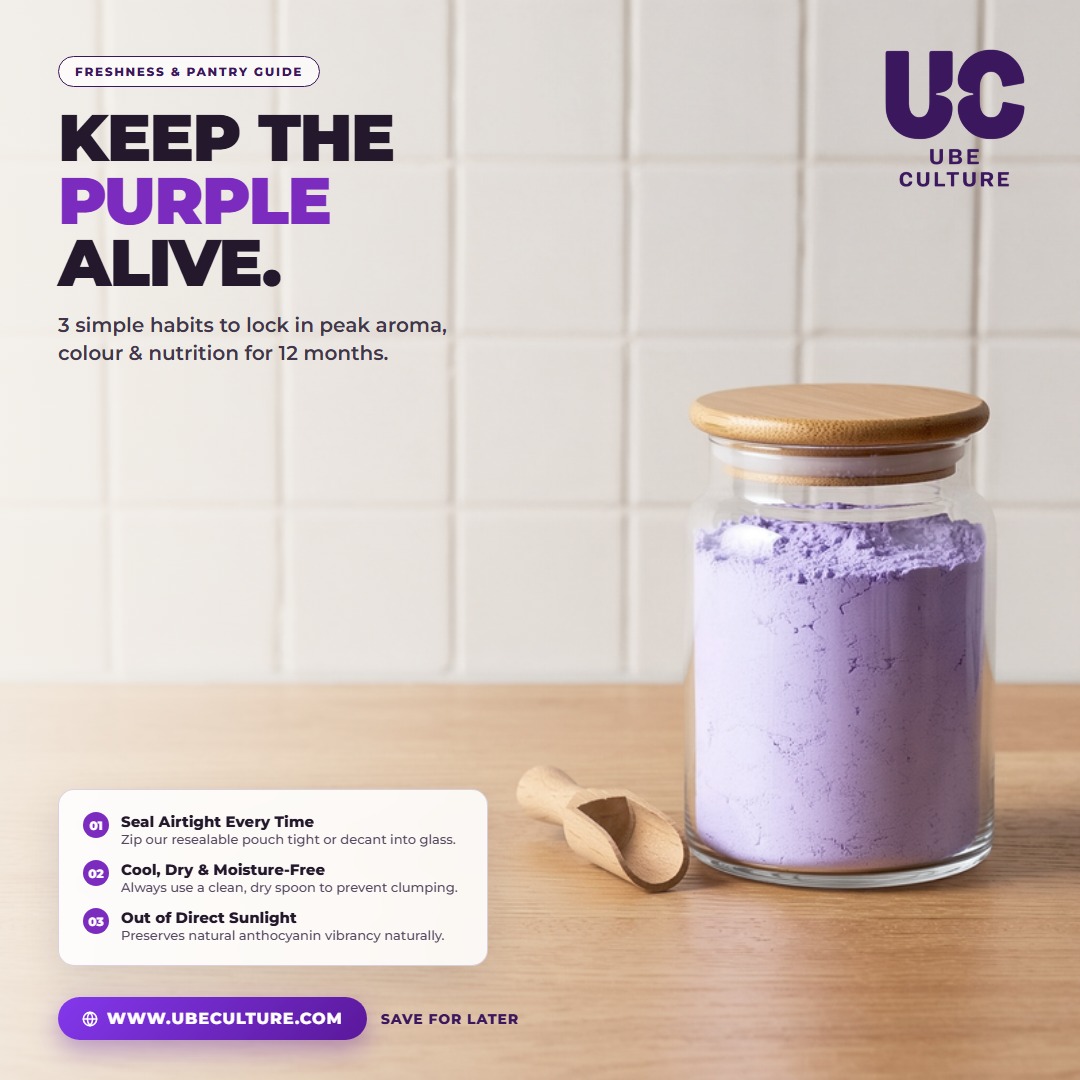 FRESHNESS & PANTRY GUIDE
KEEP THE
PURPLE
ALIVE.
3 simple habits to lock in peak aroma,
colour & nutrition for 12 months.
UC
UBE
CULTURE
01 Seal Airtight Every Time
Zip our resealable pouch tight or decant into glass.
02 Cool, Dry & Moisture-Free
Always use a clean, dry spoon to prevent clumping.
03 Out of Direct Sunlight
Preserves natural anthocyanin vibrancy naturally.
WWW.UBECULTURE.COM SAVE FOR LATER